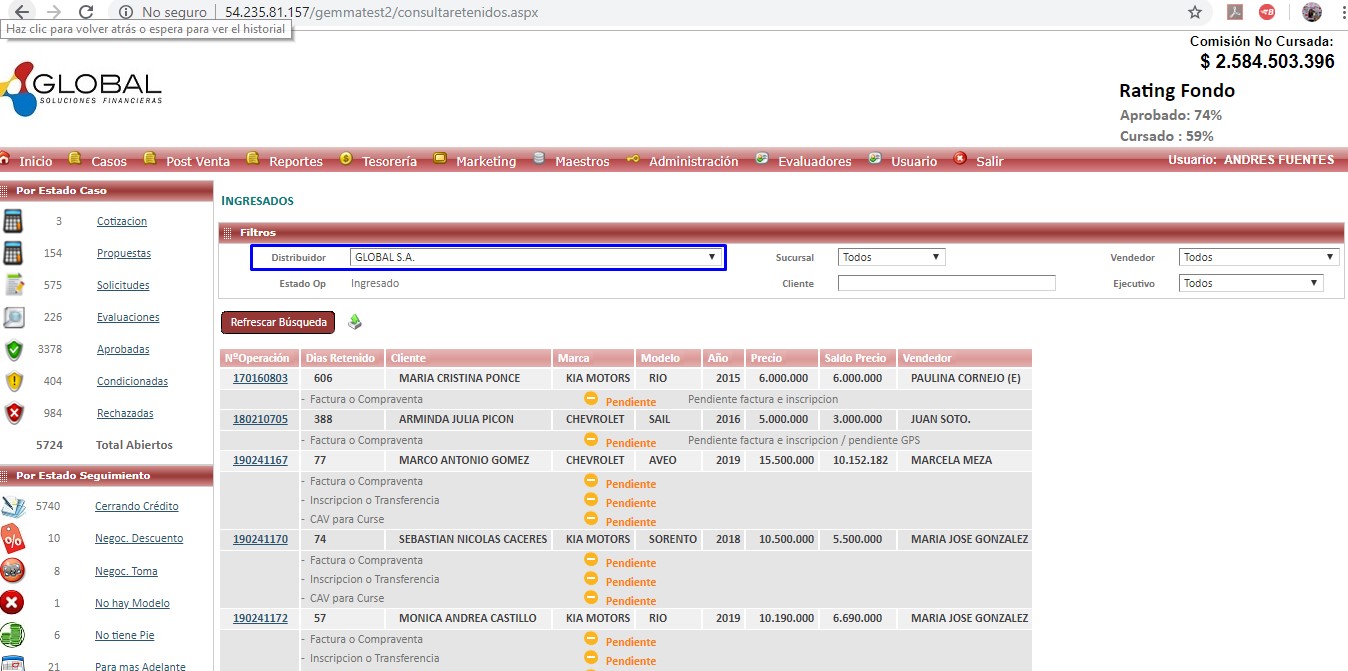 No seguro 54.235.81.157/gemmatest2/consultaretenidos.aspx
Haz clic para volver atrás o espera para ver el historial
Comisión No Cursada:
$ 2.584.503.396
GLOBAL
SOLUCIONES FINANCIERAS
Rating Fondo
Aprobado: 74%
Cursado : 59%
Inicio Casos Post Venta Reportes Tesorería Marketing Maestros Administración Evaluadores Usuario Salir Usuario: ANDRES FUENTES
Por Estado Caso
3 Cotizacion
154 Propuestas
575 Solicitudes
226 Evaluaciones
3378 Aprobadas
404 Condicionadas
984 Rechazadas
5724 Total Abiertos
Por Estado Seguimiento
5740 Cerrando Crédito
10 Negoc. Descuento
8 Negoc. Toma
1 No hay Modelo
6 No tiene Pie
21 Para mas Adelante
INGRESADOS
Filtros
Distribuidor GLOBAL S.A. Sucursal Todos Vendedor Todos
Estado Op Ingresado Cliente Ejecutivo Todos
Refrescar Búsqueda
NºOperación Dias Retenido Cliente Marca Modelo Año Precio Saldo Precio Vendedor
170160803 606 MARIA CRISTINA PONCE KIA MOTORS RIO 2015 6.000.000 6.000.000 PAULINA CORNEJO (E)
- Factura o Compraventa Pendiente Pendiente factura e inscripcion
180210705 388 ARMINDA JULIA PICON CHEVROLET SAIL 2016 5.000.000 3.000.000 JUAN SOTO.
- Factura o Compraventa Pendiente Pendiente factura e inscripcion / pendiente GPS
190241167 77 MARCO ANTONIO GOMEZ CHEVROLET AVEO 2019 15.500.000 10.152.182 MARCELA MEZA
- Factura o Compraventa Pendiente
- Inscripcion o Transferencia Pendiente
- CAV para Curse Pendiente
190241170 74 SEBASTIAN NICOLAS CACERES KIA MOTORS SORENTO 2018 10.500.000 5.500.000 MARIA JOSE GONZALEZ
- Factura o Compraventa Pendiente
- Inscripcion o Transferencia Pendiente
- CAV para Curse Pendiente
190241172 57 MONICA ANDREA CASTILLO KIA MOTORS RIO 2019 10.190.000 6.690.000 MARIA JOSE GONZALEZ
- Factura o Compraventa Pendiente
- Inscripcion o Transferencia Pendiente